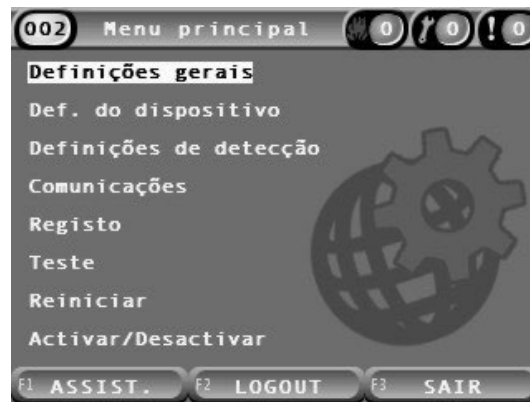 002 Menu principal 0 0 ! 0
Definições gerais
Def. do dispositivo
Definições de detecção
Comunicações
Registo
Teste
Reiniciar
Activar/Desactivar
F1 ASSIST. F2 LOGOUT F3 SAIR